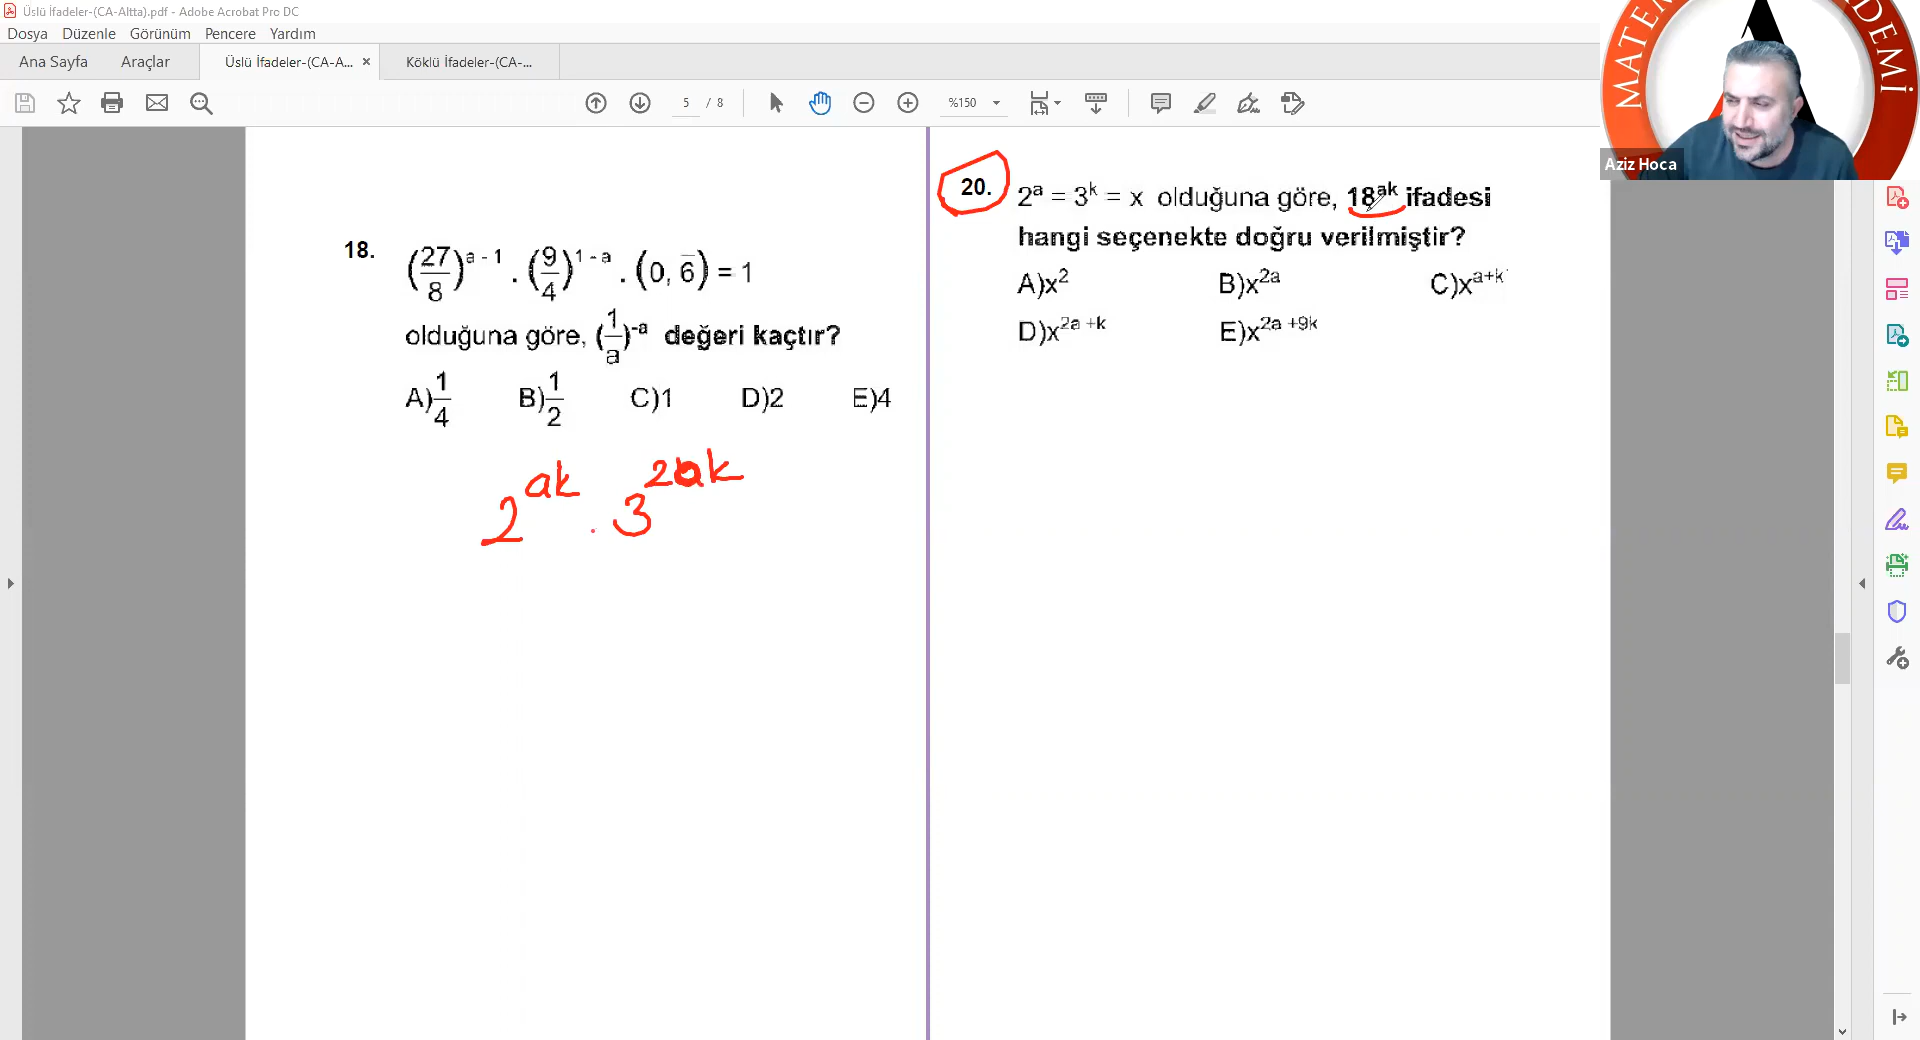 Üslü İfadeler-(CA-Altta).pdf - Adobe Acrobat Pro DC
Dosya Düzenle Görünüm Pencere Yardım
Ana Sayfa Araçlar Üslü İfadeler-(CA-A... × Köklü İfadeler-(CA-...
5 / 8 %150
MATEM
DEMİ
Aziz Hoca
18. (27/8)^(a - 1) . (9/4)^(1 - a) . (0, 6̅) = 1
olduğuna göre, (1/a)^(-a) değeri kaçtır?
A)1/4 B)1/2 C)1 D)2 E)4
2^(ak) . 3^(2ak)
20. 2^a = 3^k = x olduğuna göre, 18^(ak) ifadesi
hangi seçenekte doğru verilmiştir?
A)x^2 B)x^(2a) C)x^(a+k)
D)x^(2a +k) E)x^(2a +9k)